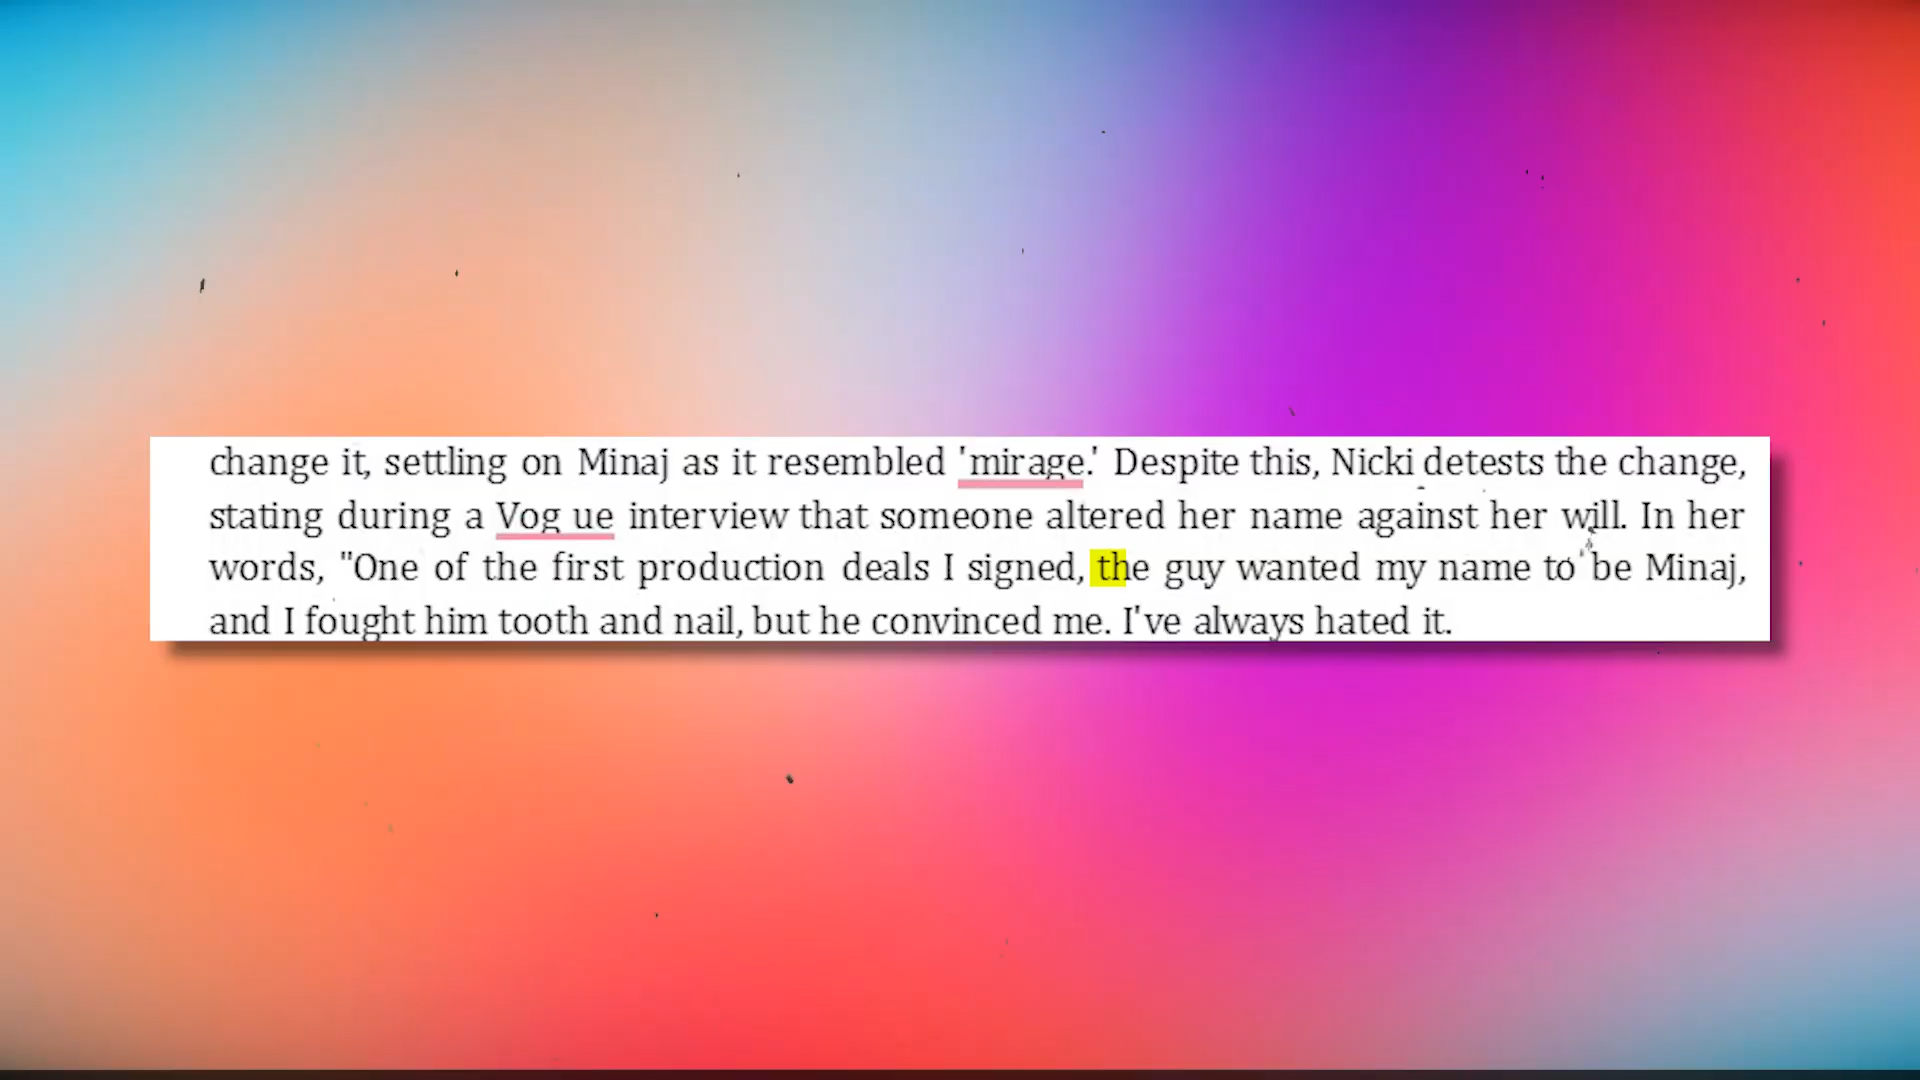 change it, settling on Minaj as it resembled 'mirage.' Despite this, Nicki detests the change,
stating during a Vog ue interview that someone altered her name against her will. In her
words, "One of the first production deals I signed, the guy wanted my name to be Minaj,
and I fought him tooth and nail, but he convinced me. I've always hated it.